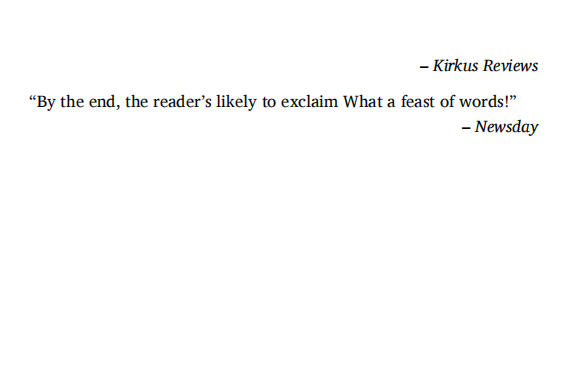 – Kirkus Reviews
“By the end, the reader’s likely to exclaim What a feast of words!”
– Newsday